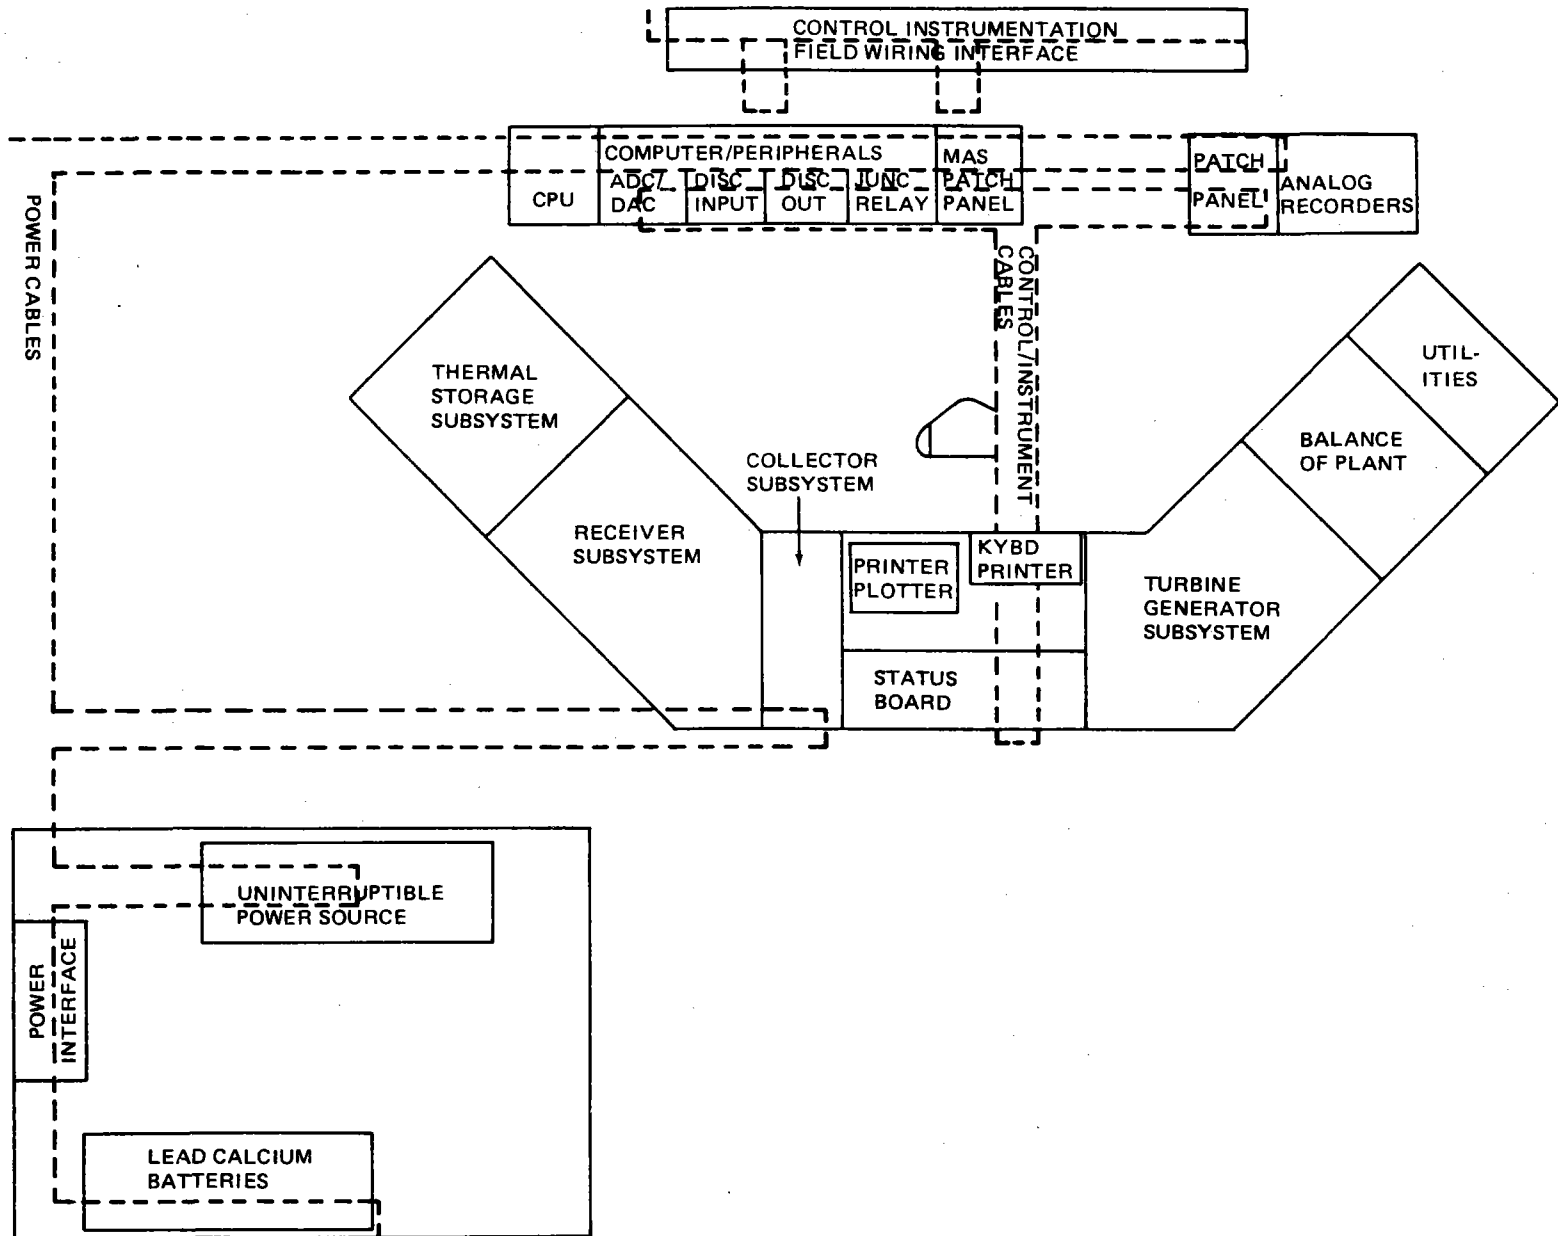 CONTROL INSTRUMENTATION
FIELD WIRING INTERFACE
COMPUTER/PERIPHERALS
CPU
ADC/
DAC
DISC
INPUT
DISC
OUT
JUNC
RELAY
MAS
PATCH
PANEL
PATCH
PANEL
ANALOG
RECORDERS
POWER CABLES
CONTROL/INSTRUMENT
CABLES
THERMAL
STORAGE
SUBSYSTEM
RECEIVER
SUBSYSTEM
COLLECTOR
SUBSYSTEM
PRINTER
PLOTTER
KYBD
PRINTER
STATUS
BOARD
TURBINE
GENERATOR
SUBSYSTEM
BALANCE
OF PLANT
UTIL-
ITIES
UNINTERRUPTIBLE
POWER SOURCE
POWER
INTERFACE
LEAD CALCIUM
BATTERIES